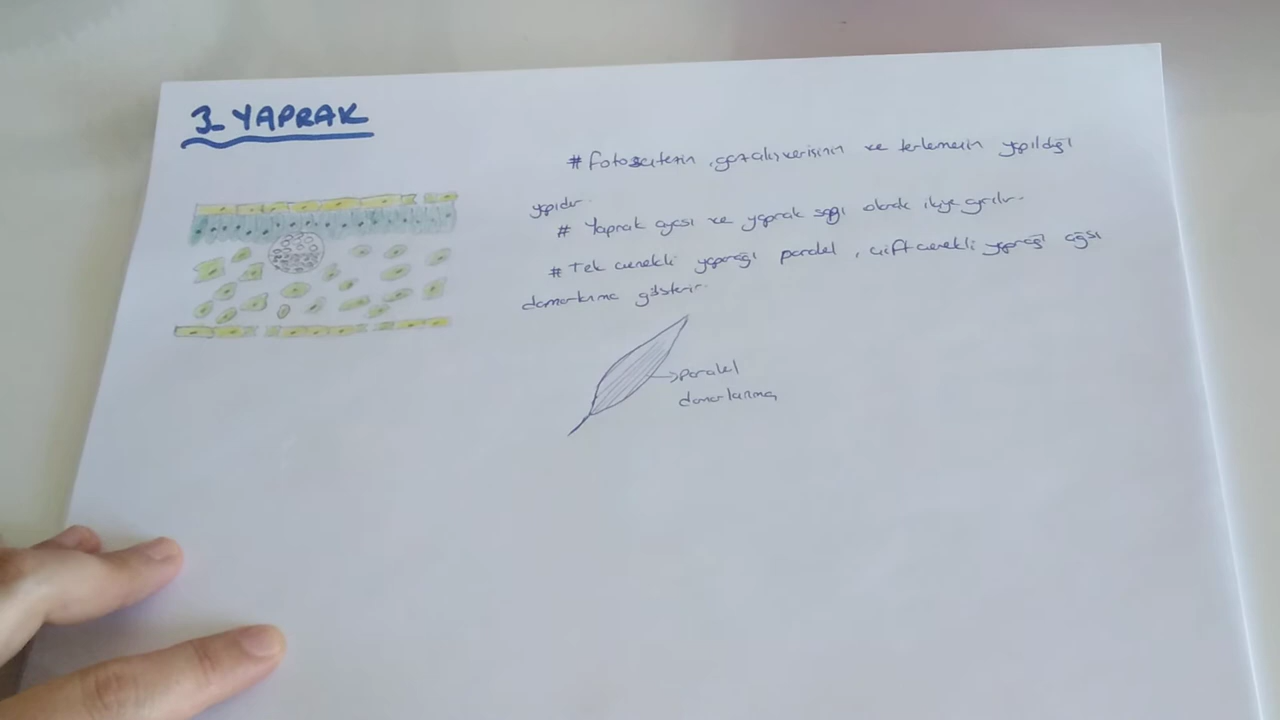 3- YAPRAK
# fotosentezin, gaz alışverişinin ve terlemenin yapıldığı
yapıdır.
# Yaprak ayası ve yaprak sapı olarak ikiye ayrılır.
# Tek çenekli yaprağı paralel, çift çenekli yaprağı ağsı
damarlanma gösterir.
paralel
damarlanma